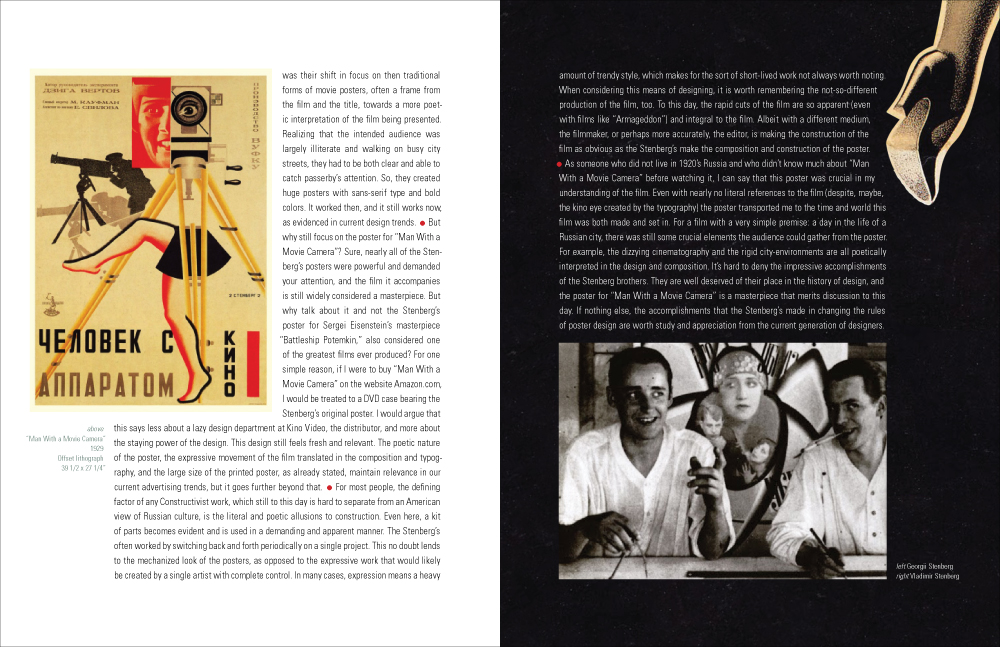 Автор руководитель эксперимента
ДЗИГА ВЕРТОВ
М. КАУФМАН
Е. СВИЛОВА
ПРОИЗВОДСТВО
ВУФКУ
2 СТЕНБЕРГ 2
ЧЕЛОВЕК С
АППАРАТОМ
КИНО
above
"Man With a Movie Camera"
1929
Offset lithograph
39 1/2 x 27 1/4"
was their shift in focus on then traditional
forms of movie posters, often a frame from
the film and the title, towards a more poet-
ic interpretation of the film being presented.
Realizing that the intended audience was
largely illiterate and walking on busy city
streets, they had to be both clear and able to
catch passerby's attention. So, they created
huge posters with sans-serif type and bold
colors. It worked then, and it still works now,
as evidenced in current design trends. ● But
why still focus on the poster for "Man With a
Movie Camera"? Sure, nearly all of the Sten-
berg's posters were powerful and demanded
your attention, and the film it accompanies
is still widely considered a masterpiece. But
why talk about it and not the Stenberg's
poster for Sergei Eisenstein's masterpiece
"Battleship Potemkin," also considered one
of the greatest films ever produced? For one
simple reason, if I were to buy "Man With a
Movie Camera" on the website Amazon.com,
I would be treated to a DVD case bearing the
Stenberg's original poster. I would argue that
this says less about a lazy design department at Kino Video, the distributor, and more about
the staying power of the design. This design still feels fresh and relevant. The poetic nature
of the poster, the expressive movement of the film translated in the composition and typog-
raphy, and the large size of the printed poster, as already stated, maintain relevance in our
current advertising trends, but it goes further beyond that. ● For most people, the defining
factor of any Constructivist work, which still to this day is hard to separate from an American
view of Russian culture, is the literal and poetic allusions to construction. Even here, a kit
of parts becomes evident and is used in a demanding and apparent manner. The Stenberg's
often worked by switching back and forth periodically on a single project. This no doubt lends
to the mechanized look of the posters, as opposed to the expressive work that would likely
be created by a single artist with complete control. In many cases, expression means a heavy
amount of trendy style, which makes for the sort of short-lived work not always worth noting.
When considering this means of designing, it is worth remembering the not-so-different
production of the film, too. To this day, the rapid cuts of the film are so apparent (even
with films like "Armageddon") and integral to the film. Albeit with a different medium,
the filmmaker, or perhaps more accurately, the editor, is making the construction of the
film as obvious as the Stenberg's make the composition and construction of the poster.
● As someone who did not live in 1920's Russia and who didn't know much about "Man
With a Movie Camera" before watching it, I can say that this poster was crucial in my
understanding of the film. Even with nearly no literal references to the film (despite, maybe,
the kino eye created by the typography) the poster transported me to the time and world this
film was both made and set in. For a film with a very simple premise: a day in the life of a
Russian city, there was still some crucial elements the audience could gather from the poster.
For example, the dizzying cinematography and the rigid city-environments are all poetically
interpreted in the design and composition. It's hard to deny the impressive accomplishments
of the Stenberg brothers. They are well deserved of their place in the history of design, and
the poster for "Man With a Movie Camera" is a masterpiece that merits discussion to this
day. If nothing else, the accomplishments that the Stenberg's made in changing the rules
of poster design are worth study and appreciation from the current generation of designers.
left Georgii Stenberg
right Vladimir Stenberg